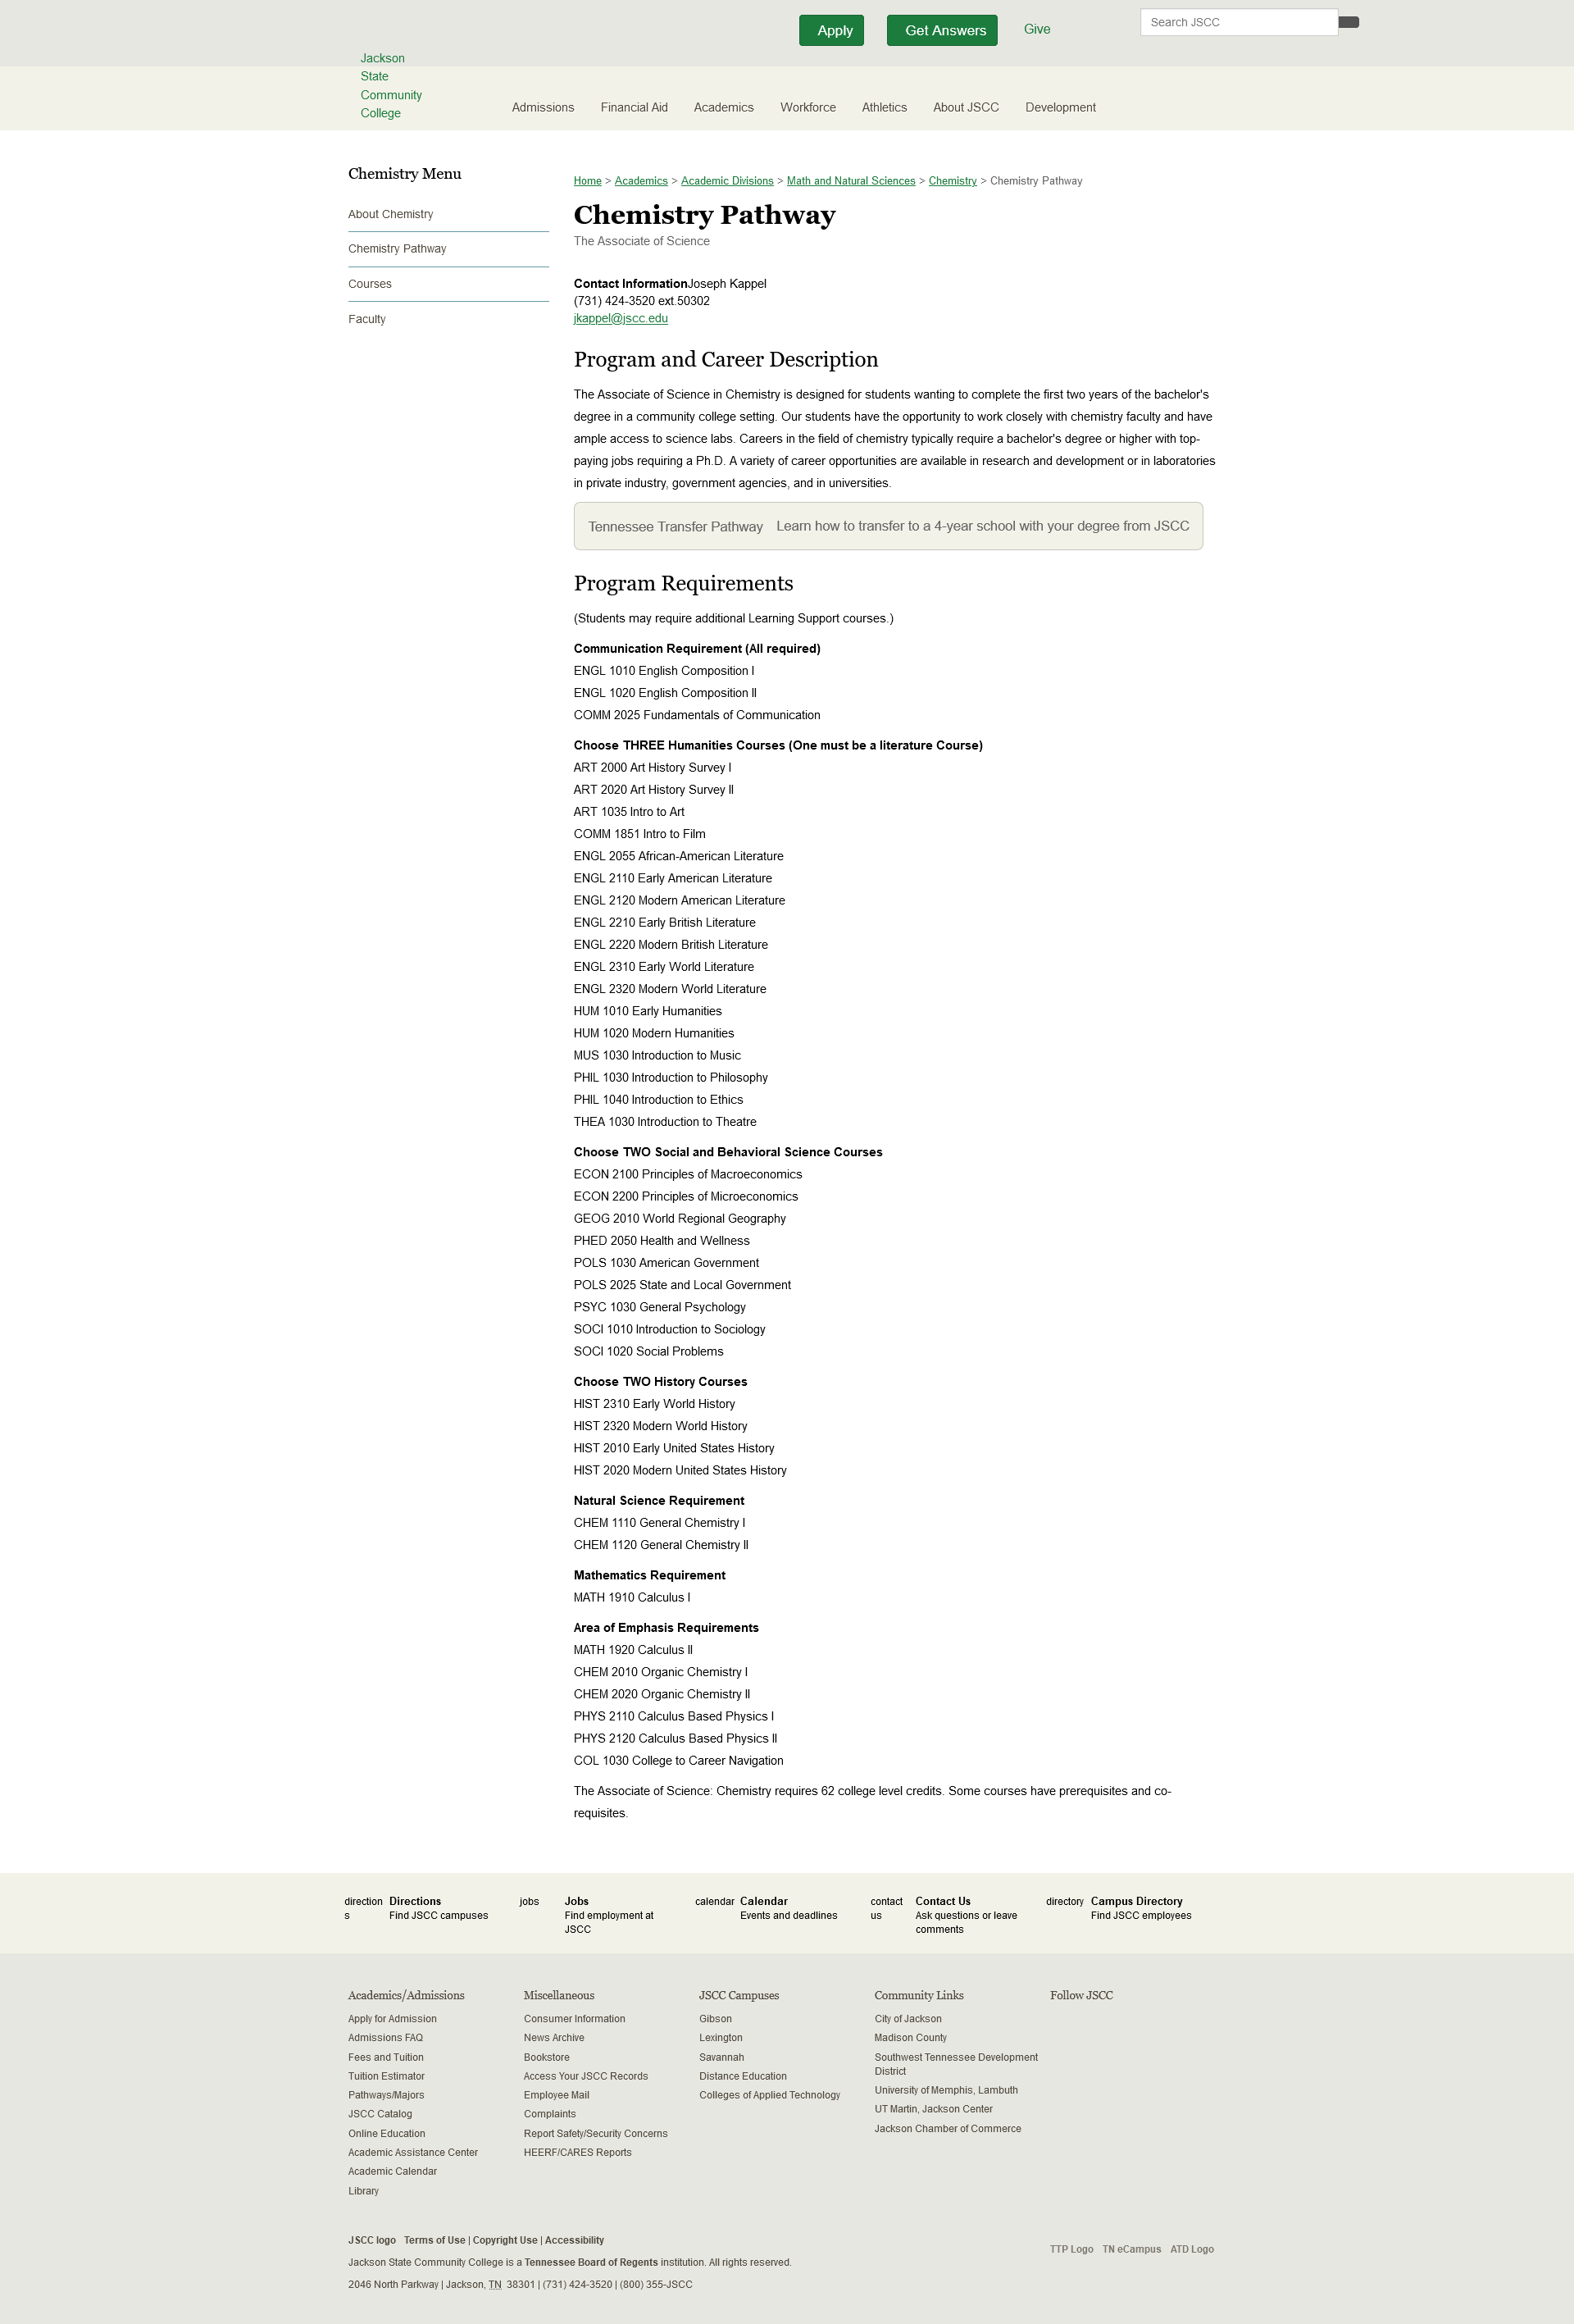 Apply
Get Answers
Give
Search JSCC
Jackson
State
Community
College
Admissions
Financial Aid
Academics
Workforce
Athletics
About JSCC
Development
Chemistry Menu
About Chemistry
Chemistry Pathway
Courses
Faculty
Home > Academics > Academic Divisions > Math and Natural Sciences > Chemistry > Chemistry Pathway
Chemistry Pathway
The Associate of Science
Contact InformationJoseph Kappel
(731) 424-3520 ext.50302
jkappel@jscc.edu
Program and Career Description
The Associate of Science in Chemistry is designed for students wanting to complete the first two years of the bachelor's
degree in a community college setting. Our students have the opportunity to work closely with chemistry faculty and have
ample access to science labs. Careers in the field of chemistry typically require a bachelor's degree or higher with top-
paying jobs requiring a Ph.D. A variety of career opportunities are available in research and development or in laboratories
in private industry, government agencies, and in universities.
Tennessee Transfer Pathway Learn how to transfer to a 4-year school with your degree from JSCC
Program Requirements
(Students may require additional Learning Support courses.)
Communication Requirement (All required)
ENGL 1010 English Composition I
ENGL 1020 English Composition II
COMM 2025 Fundamentals of Communication
Choose THREE Humanities Courses (One must be a literature Course)
ART 2000 Art History Survey I
ART 2020 Art History Survey II
ART 1035 Intro to Art
COMM 1851 Intro to Film
ENGL 2055 African-American Literature
ENGL 2110 Early American Literature
ENGL 2120 Modern American Literature
ENGL 2210 Early British Literature
ENGL 2220 Modern British Literature
ENGL 2310 Early World Literature
ENGL 2320 Modern World Literature
HUM 1010 Early Humanities
HUM 1020 Modern Humanities
MUS 1030 Introduction to Music
PHIL 1030 Introduction to Philosophy
PHIL 1040 Introduction to Ethics
THEA 1030 Introduction to Theatre
Choose TWO Social and Behavioral Science Courses
ECON 2100 Principles of Macroeconomics
ECON 2200 Principles of Microeconomics
GEOG 2010 World Regional Geography
PHED 2050 Health and Wellness
POLS 1030 American Government
POLS 2025 State and Local Government
PSYC 1030 General Psychology
SOCI 1010 Introduction to Sociology
SOCI 1020 Social Problems
Choose TWO History Courses
HIST 2310 Early World History
HIST 2320 Modern World History
HIST 2010 Early United States History
HIST 2020 Modern United States History
Natural Science Requirement
CHEM 1110 General Chemistry I
CHEM 1120 General Chemistry II
Mathematics Requirement
MATH 1910 Calculus I
Area of Emphasis Requirements
MATH 1920 Calculus II
CHEM 2010 Organic Chemistry I
CHEM 2020 Organic Chemistry II
PHYS 2110 Calculus Based Physics I
PHYS 2120 Calculus Based Physics II
COL 1030 College to Career Navigation
The Associate of Science: Chemistry requires 62 college level credits. Some courses have prerequisites and co-
requisites.
direction
s
Directions
Find JSCC campuses
jobs
Jobs
Find employment at
JSCC
calendar
Calendar
Events and deadlines
contact
us
Contact Us
Ask questions or leave
comments
directory
Campus Directory
Find JSCC employees
Academics/Admissions
Apply for Admission
Admissions FAQ
Fees and Tuition
Tuition Estimator
Pathways/Majors
JSCC Catalog
Online Education
Academic Assistance Center
Academic Calendar
Library
Miscellaneous
Consumer Information
News Archive
Bookstore
Access Your JSCC Records
Employee Mail
Complaints
Report Safety/Security Concerns
HEERF/CARES Reports
JSCC Campuses
Gibson
Lexington
Savannah
Distance Education
Colleges of Applied Technology
Community Links
City of Jackson
Madison County
Southwest Tennessee Development
District
University of Memphis, Lambuth
UT Martin, Jackson Center
Jackson Chamber of Commerce
Follow JSCC
JSCC logo Terms of Use | Copyright Use | Accessibility
Jackson State Community College is a Tennessee Board of Regents institution. All rights reserved.
2046 North Parkway | Jackson, TN 38301 | (731) 424-3520 | (800) 355-JSCC
TTP Logo TN eCampus ATD Logo